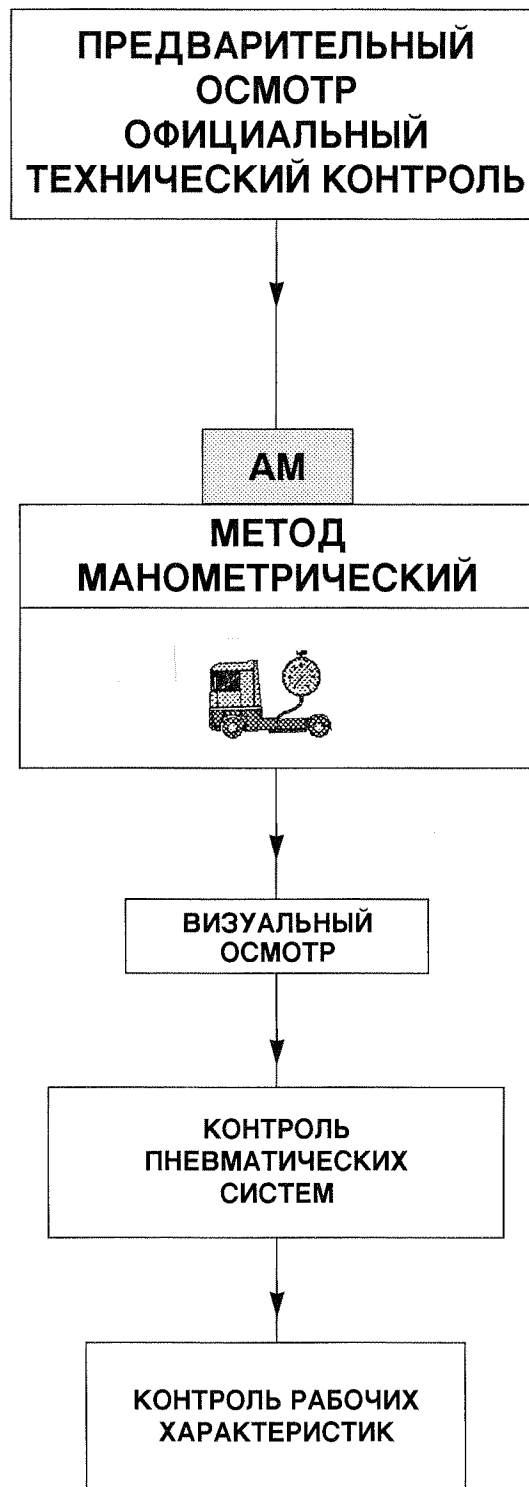 ПРЕДВАРИТЕЛЬНЫЙ
ОСМОТР
ОФИЦИАЛЬНЫЙ
ТЕХНИЧЕСКИЙ КОНТРОЛЬ
АМ
МЕТОД
МАНОМЕТРИЧЕСКИЙ
ВИЗУАЛЬНЫЙ
ОСМОТР
КОНТРОЛЬ
ПНЕВМАТИЧЕСКИХ
СИСТЕМ
КОНТРОЛЬ РАБОЧИХ
ХАРАКТЕРИСТИК